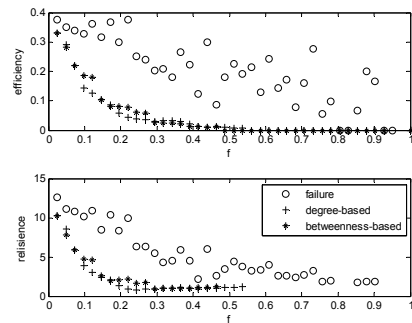 0.4
0.3
0.2
0.1
0
efficiency
0 0.1 0.2 0.3 0.4 0.5 0.6 0.7 0.8 0.9 1
f
15
10
5
0
relisience
failure
degree-based
betweenness-based
0 0.1 0.2 0.3 0.4 0.5 0.6 0.7 0.8 0.9 1
f